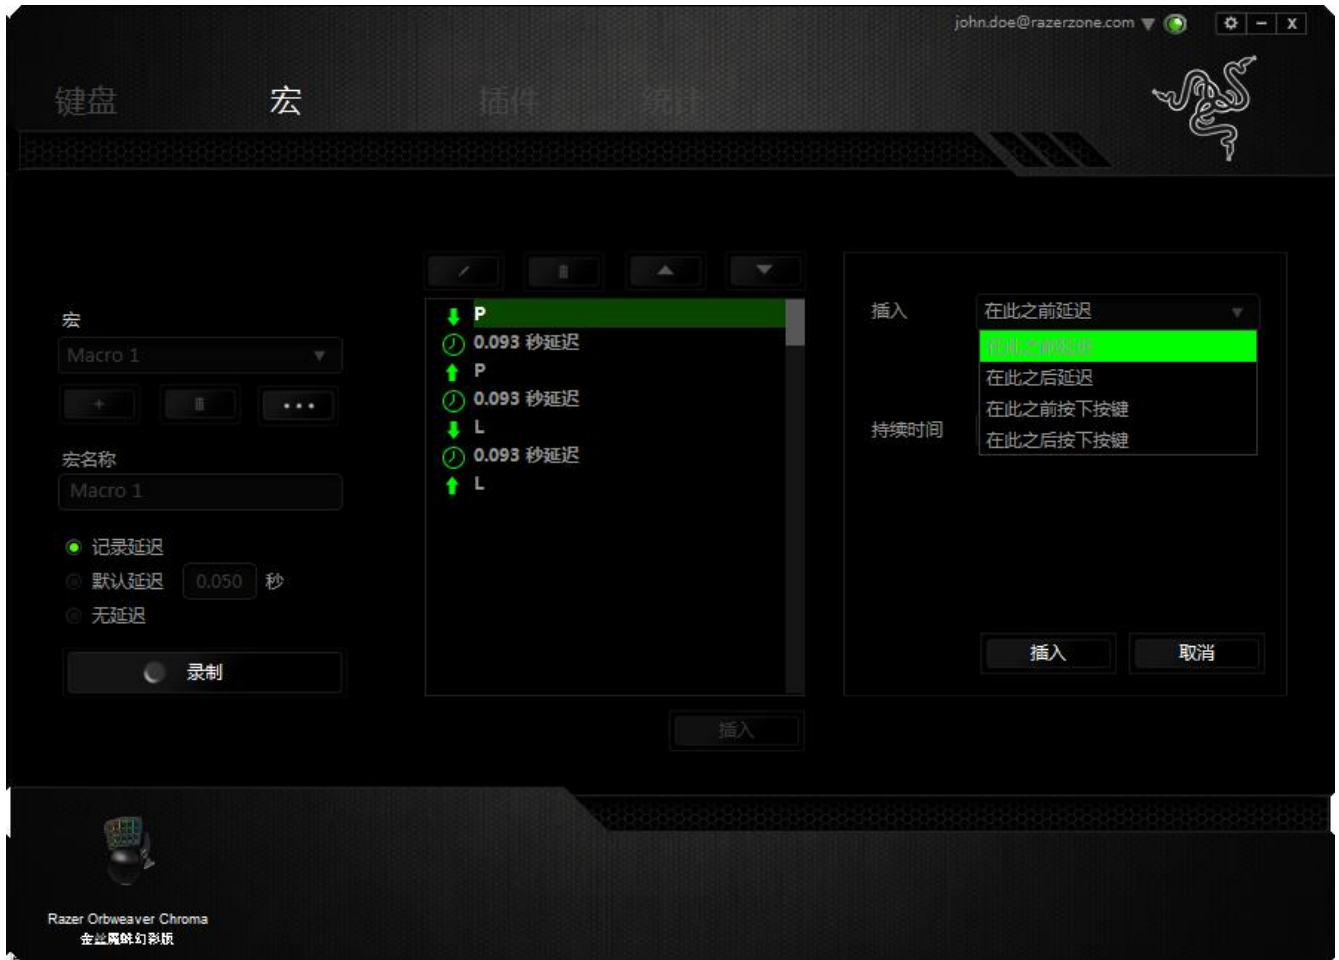 john.doe@razerzone.com
键盘 宏 插件 统计
宏
Macro 1
宏名称
Macro 1
记录延迟
默认延迟 0.050 秒
无延迟
录制
P
0.093 秒延迟
P
0.093 秒延迟
L
0.093 秒延迟
L
插入
插入 在此之前延迟
在此之前延迟
在此之后延迟
在此之前按下按键
在此之后按下按键
持续时间
插入 取消
Razer Orbweaver Chroma
金丝魔蛛幻彩版